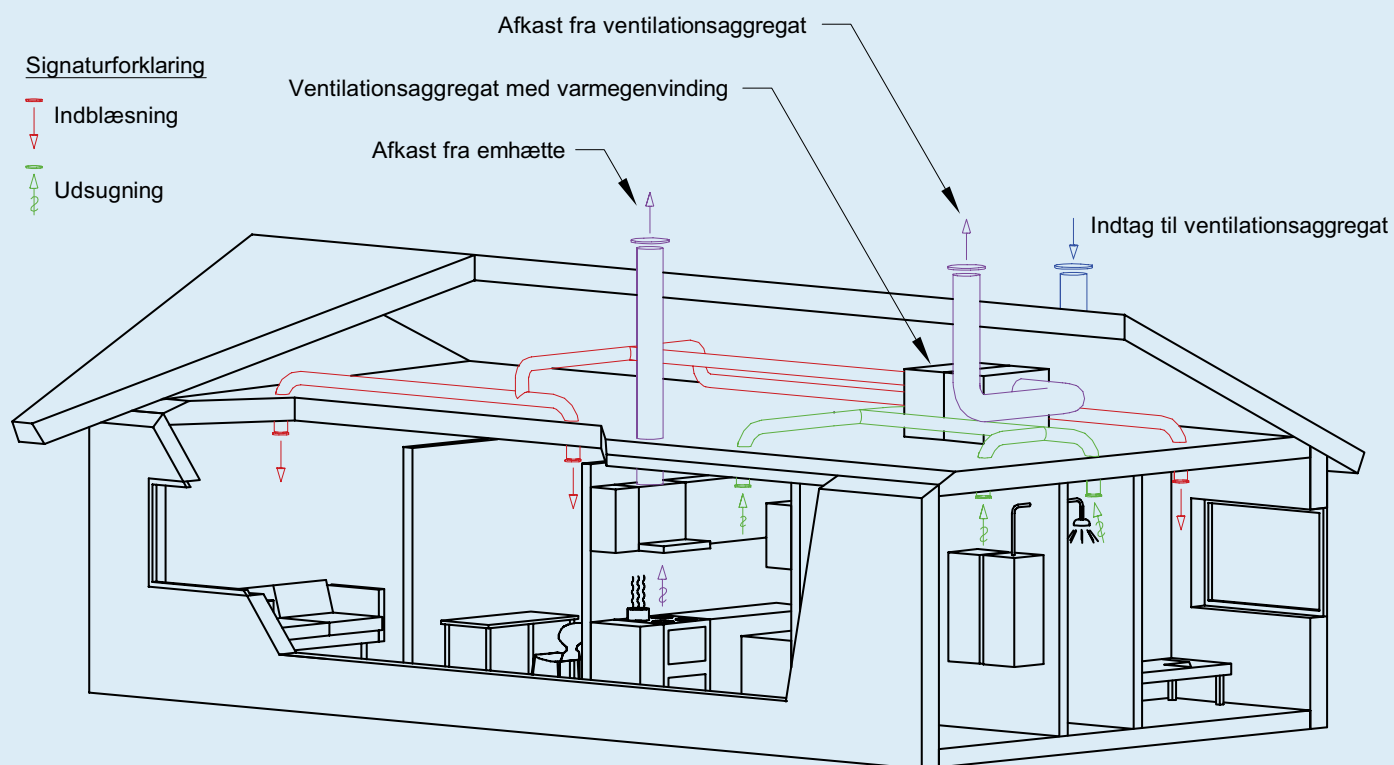 Afkast fra ventilationsaggregat
Signaturforklaring
Ventilationsaggregat med varmegenvinding
Indblæsning
Afkast fra emhætte
Udsugning
Indtag til ventilationsaggregat